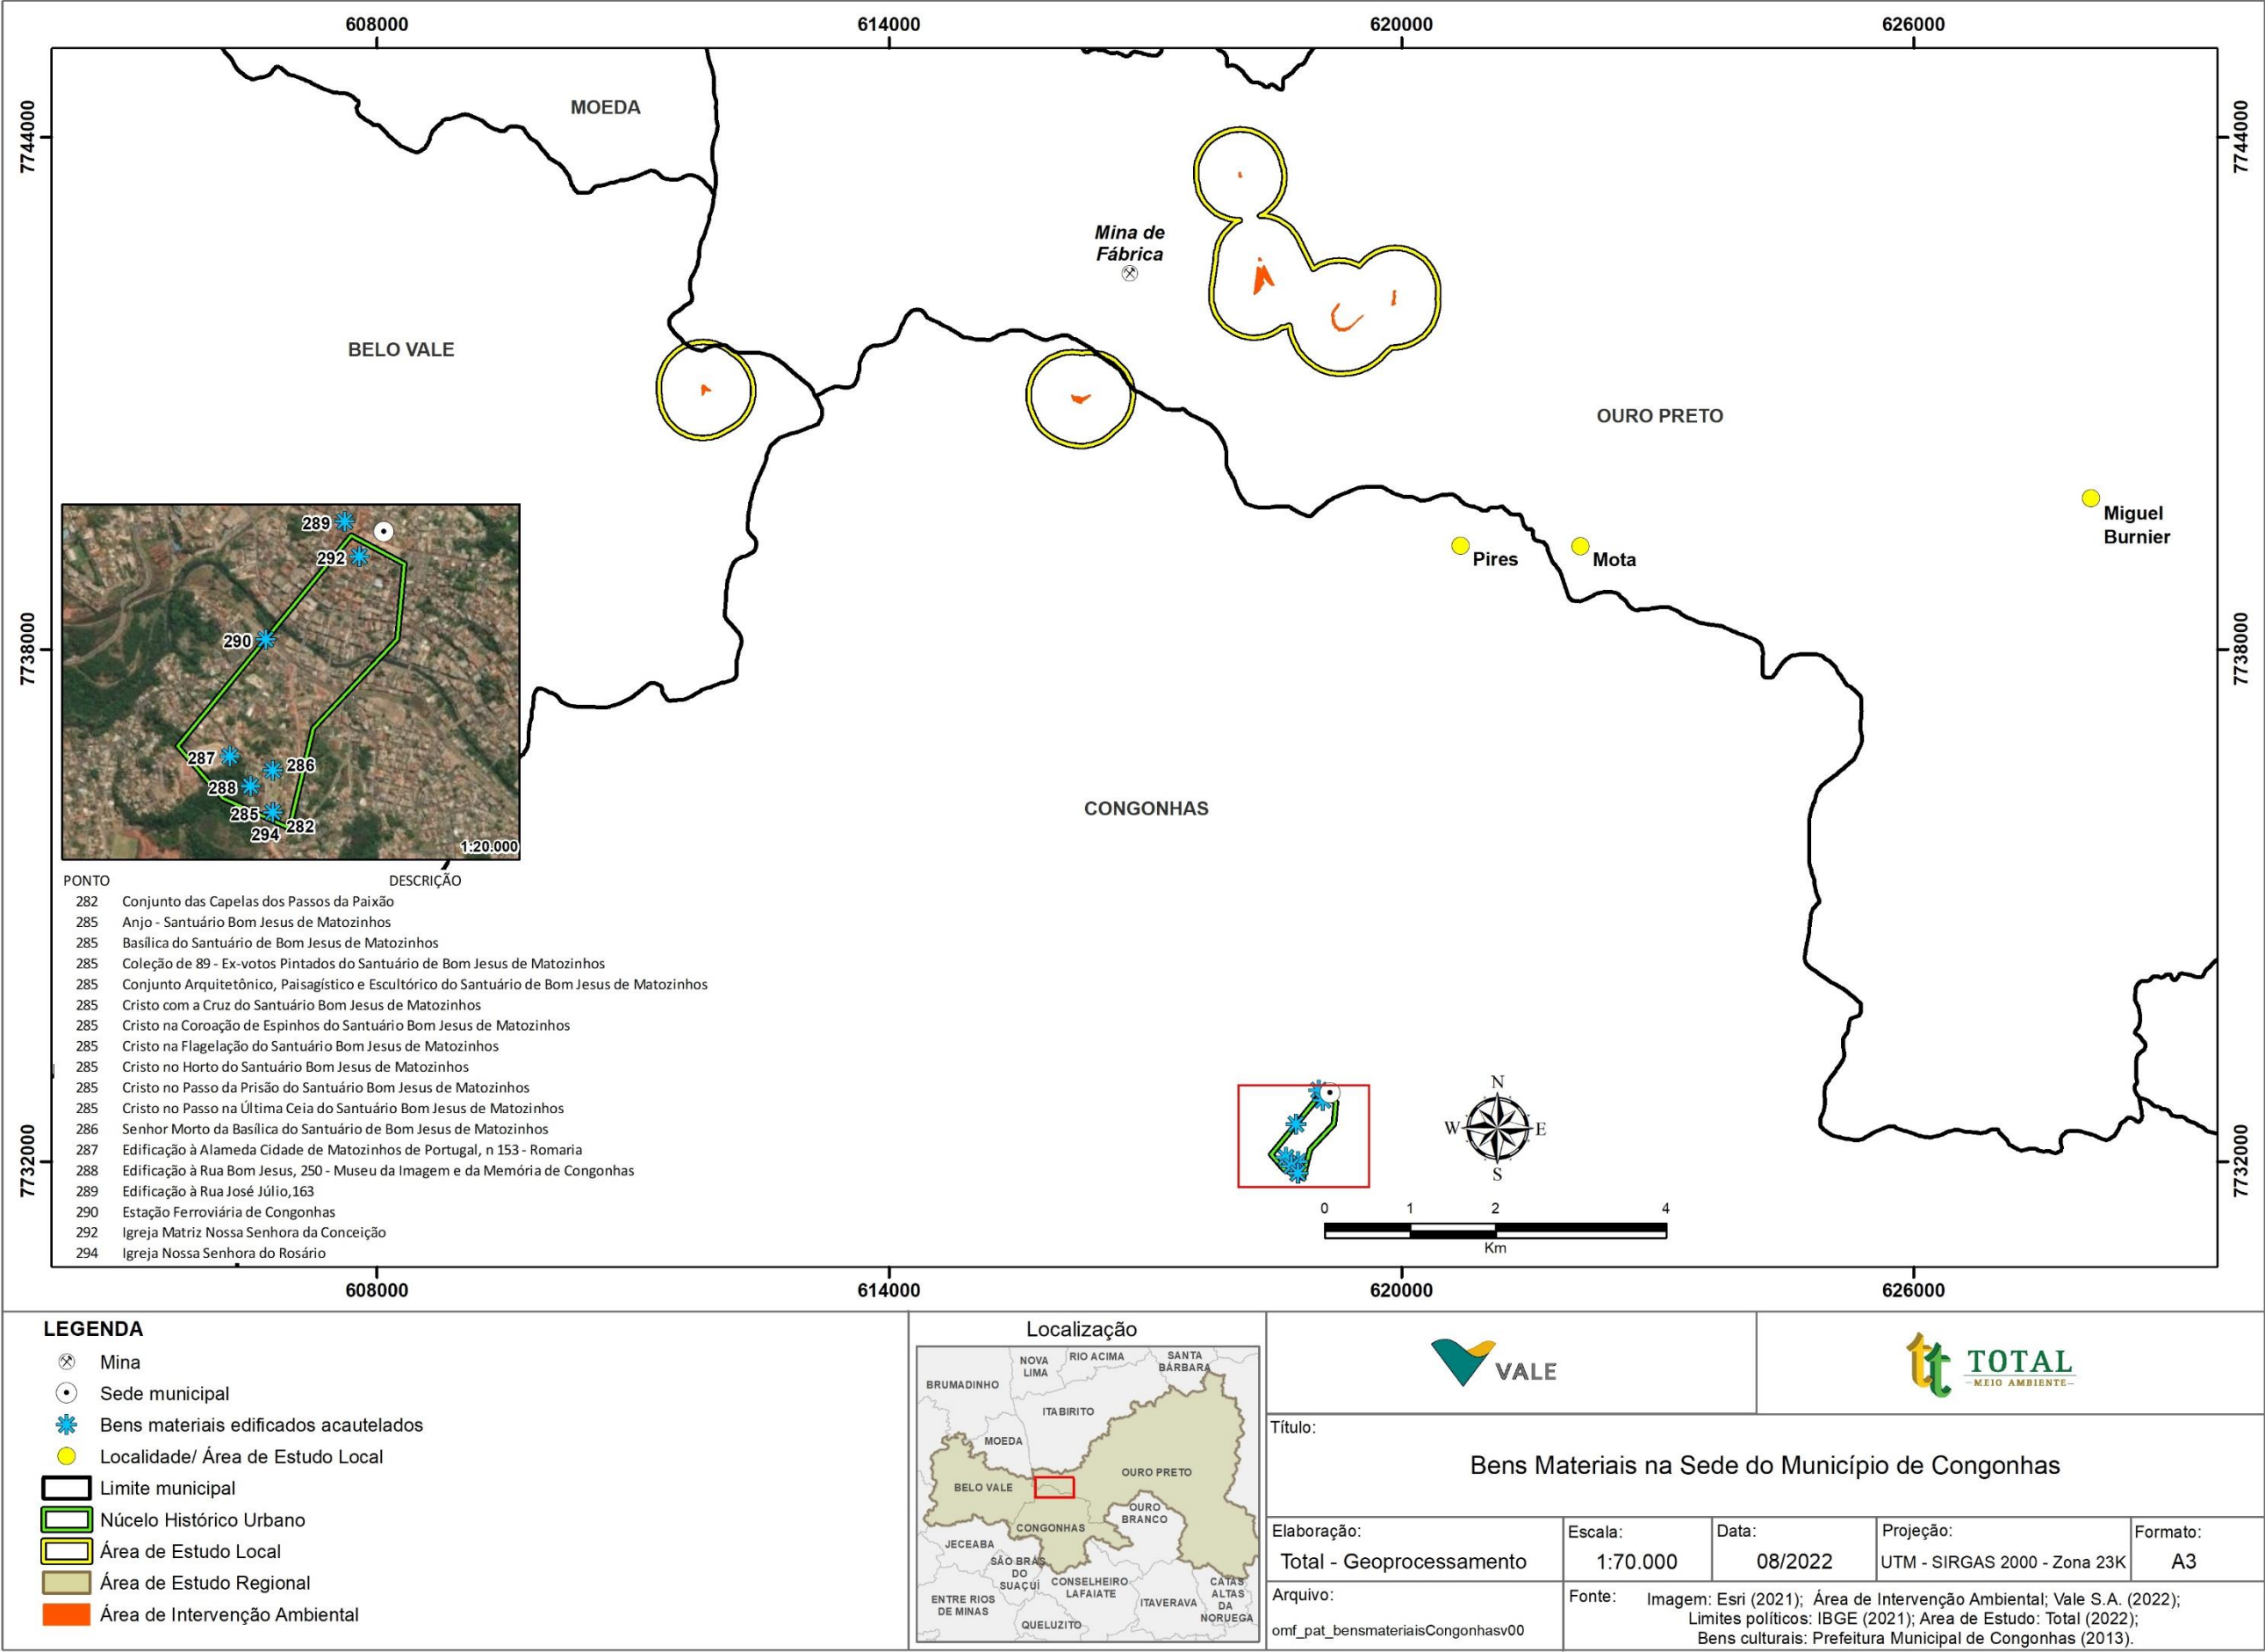 608000 614000 620000 626000
7744000
7744000
MOEDA
Mina de
Fábrica
BELO VALE
OURO PRETO
Miguel
Burnier
Pires
Mota
7738000
7738000
CONGONHAS
289
292
290
287
286
288
285
282
294
1:20.000
PONTO DESCRIÇÃO
282 Conjunto das Capelas dos Passos da Paixão
285 Anjo - Santuário Bom Jesus de Matozinhos
285 Basílica do Santuário de Bom Jesus de Matozinhos
285 Coleção de 89 - Ex-votos Pintados do Santuário de Bom Jesus de Matozinhos
285 Conjunto Arquitetônico, Paisagístico e Escultórico do Santuário de Bom Jesus de Matozinhos
285 Cristo com a Cruz do Santuário Bom Jesus de Matozinhos
285 Cristo na Coroação de Espinhos do Santuário Bom Jesus de Matozinhos
285 Cristo na Flagelação do Santuário Bom Jesus de Matozinhos
285 Cristo no Horto do Santuário Bom Jesus de Matozinhos
285 Cristo no Passo da Prisão do Santuário Bom Jesus de Matozinhos
285 Cristo no Passo na Última Ceia do Santuário Bom Jesus de Matozinhos
286 Senhor Morto da Basílica do Santuário de Bom Jesus de Matozinhos
287 Edificação à Alameda Cidade de Matozinhos de Portugal, n 153 - Romaria
288 Edificação à Rua Bom Jesus, 250 - Museu da Imagem e da Memória de Congonhas
289 Edificação à Rua José Júlio,163
290 Estação Ferroviária de Congonhas
292 Igreja Matriz Nossa Senhora da Conceição
294 Igreja Nossa Senhora do Rosário
N
W E
S
0 1 2 4
Km
7732000
7732000
608000 614000 620000 626000
LEGENDA
Mina
Sede municipal
Bens materiais edificados acautelados
Localidade/ Área de Estudo Local
Limite municipal
Núcelo Histórico Urbano
Área de Estudo Local
Área de Estudo Regional
Área de Intervenção Ambiental
Localização
NOVA
LIMA
RIO ACIMA
SANTA
BÁRBARA
BRUMADINHO
ITABIRITO
MOEDA
OURO PRETO
BELO VALE
OURO
BRANCO
CONGONHAS
JECEABA
SÃO BRÁS
DO
SUAÇUÍ
CONSELHEIRO
LAFAIATE
CATAS
ALTAS
DA
NORUEGA
ENTRE RIOS
DE MINAS
ITAVERAVA
QUELUZITO
VALE
tt TOTAL
MEIO AMBIENTE
Título:
Bens Materiais na Sede do Município de Congonhas
Elaboração:
Total - Geoprocessamento
Escala:
1:70.000
Data:
08/2022
Projeção:
UTM - SIRGAS 2000 - Zona 23K
Formato:
A3
Arquivo:
omf_pat_bensmateriaisCongonhasv00
Fonte: Imagem: Esri (2021); Área de Intervenção Ambiental; Vale S.A. (2022);
Limites políticos: IBGE (2021); Area de Estudo: Total (2022);
Bens culturais: Prefeitura Municipal de Congonhas (2013).